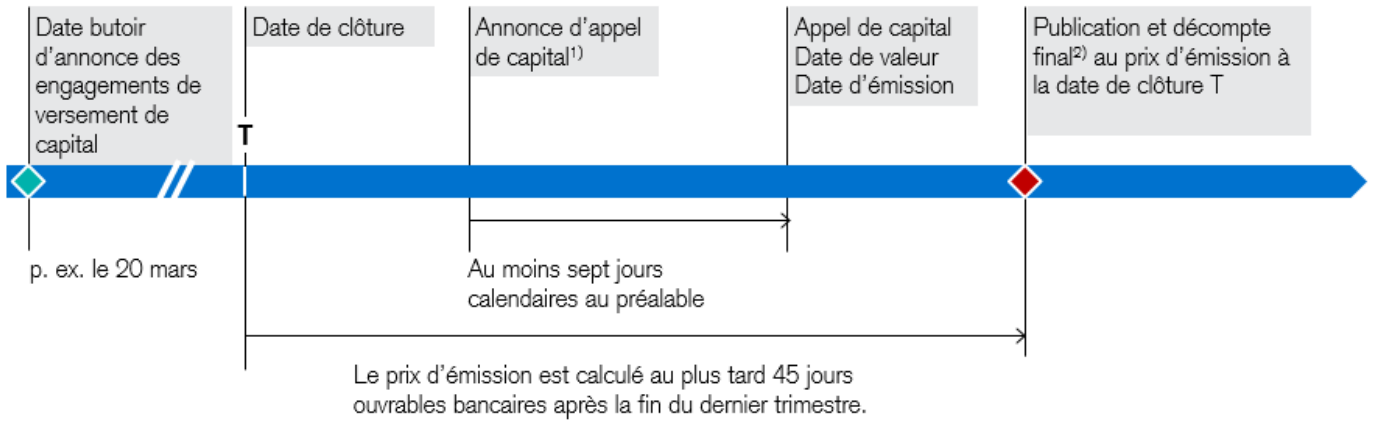 Date butoir
d’annonce des
engagements de
versement de
capital
Date de clôture
Annonce d’appel
de capital¹⁾
Appel de capital
Date de valeur
Date d’émission
Publication et décompte
final²⁾ au prix d’émission à
la date de clôture T
T
p. ex. le 20 mars
Au moins sept jours
calendaires au préalable
Le prix d’émission est calculé au plus tard 45 jours
ouvrables bancaires après la fin du dernier trimestre.